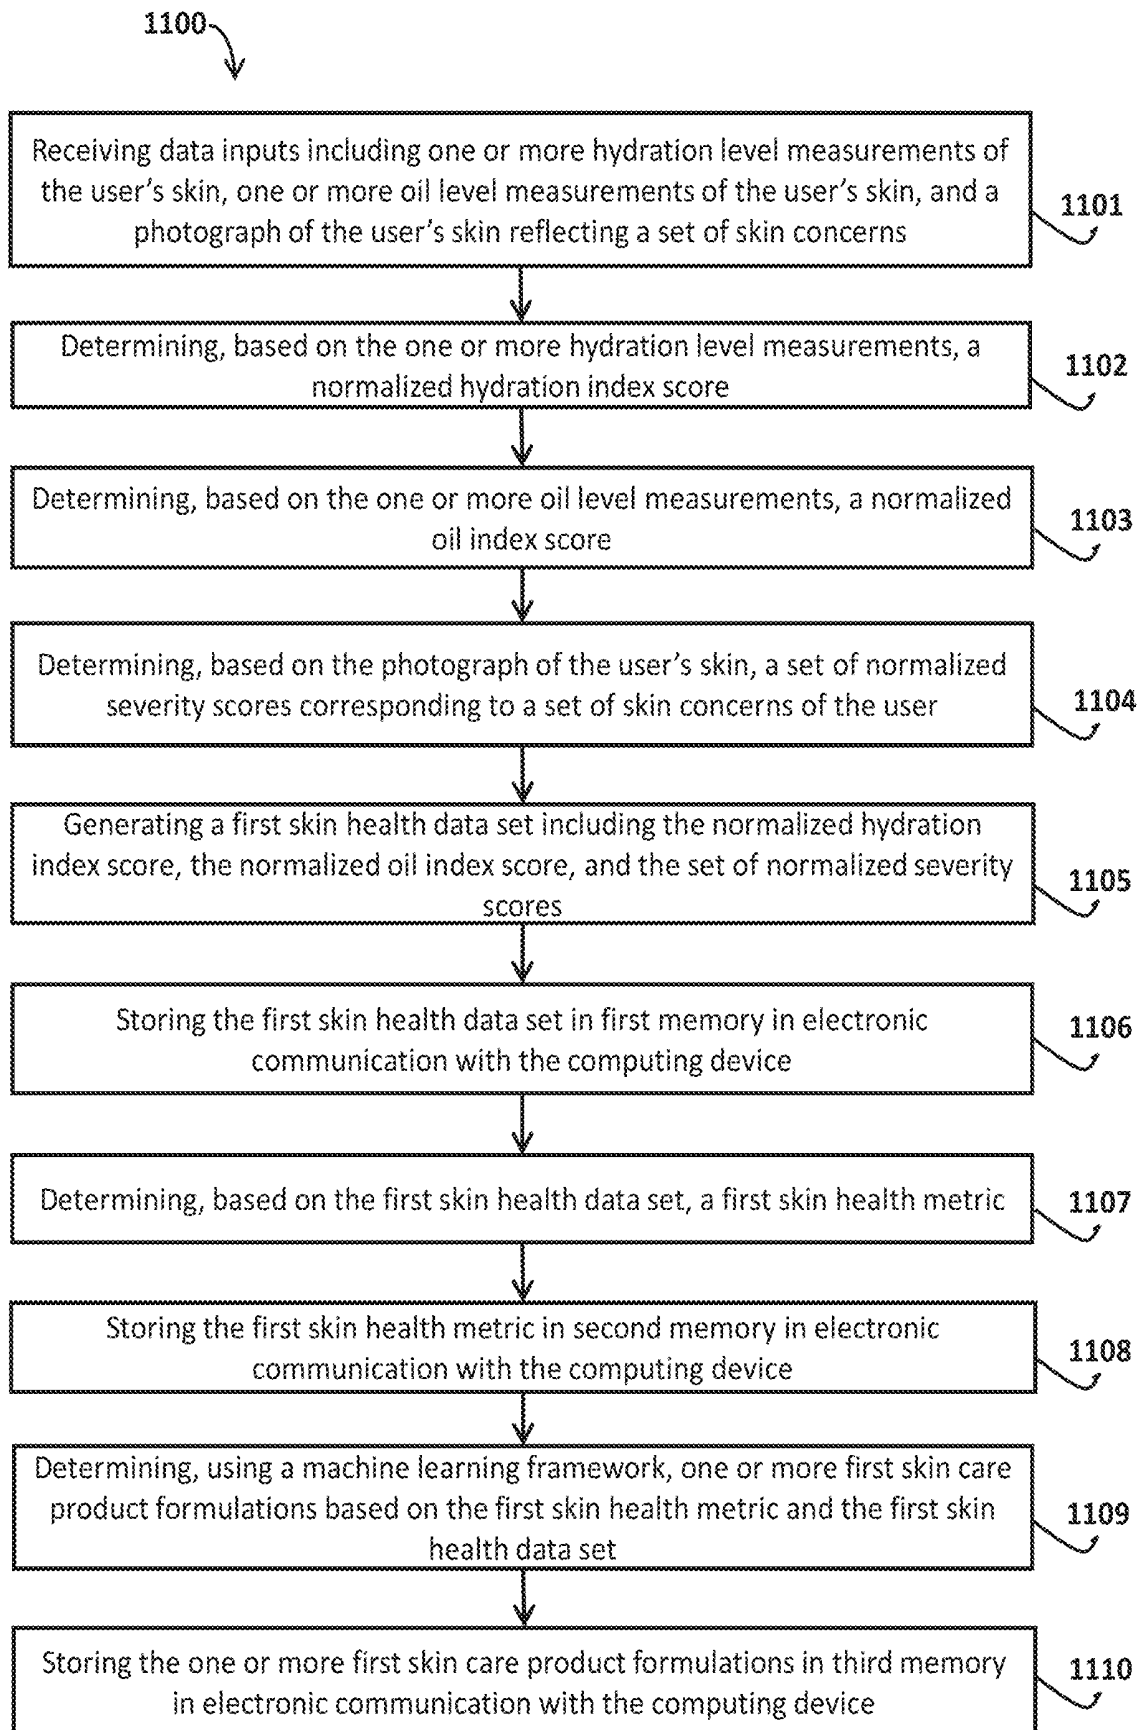 1100
Receiving data inputs including one or more hydration level measurements of
the user's skin, one or more oil level measurements of the user's skin, and a
photograph of the user's skin reflecting a set of skin concerns
1101
Determining, based on the one or more hydration level measurements, a
normalized hydration index score
1102
Determining, based on the one or more oil level measurements, a normalized
oil index score
1103
Determining, based on the photograph of the user's skin, a set of normalized
severity scores corresponding to a set of skin concerns of the user
1104
Generating a first skin health data set including the normalized hydration
index score, the normalized oil index score, and the set of normalized severity
scores
1105
Storing the first skin health data set in first memory in electronic
communication with the computing device
1106
Determining, based on the first skin health data set, a first skin health metric
1107
Storing the first skin health metric in second memory in electronic
communication with the computing device
1108
Determining, using a machine learning framework, one or more first skin care
product formulations based on the first skin health metric and the first skin
health data set
1109
Storing the one or more first skin care product formulations in third memory
in electronic communication with the computing device
1110